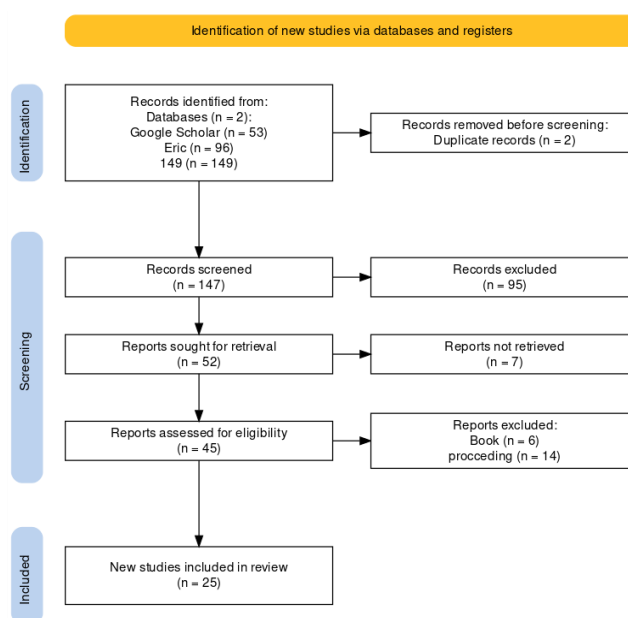 Identification of new studies via databases and registers
Identification
Records identified from:
Databases (n = 2):
Google Scholar (n = 53)
Eric (n = 96)
149 (n = 149)
Records removed before screening:
Duplicate records (n = 2)
Screening
Records screened
(n = 147)
Records excluded
(n = 95)
Reports sought for retrieval
(n = 52)
Reports not retrieved
(n = 7)
Reports assessed for eligibility
(n = 45)
Reports excluded:
Book (n = 6)
procceding (n = 14)
Included
New studies included in review
(n = 25)